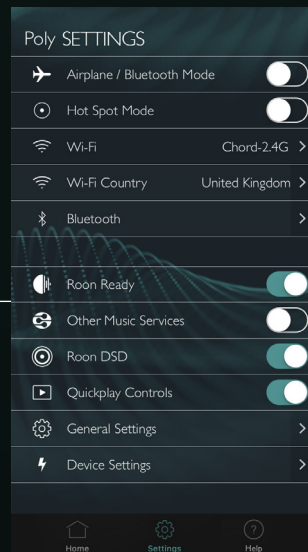 Poly SETTINGS
Airplane / Bluetooth Mode
Hot Spot Mode
Wi-Fi Chord-2.4G >
Wi-Fi Country United Kingdom >
Bluetooth >
Roon Ready
Other Music Services
Roon DSD
Quickplay Controls
General Settings >
Device Settings >
Home Settings Help